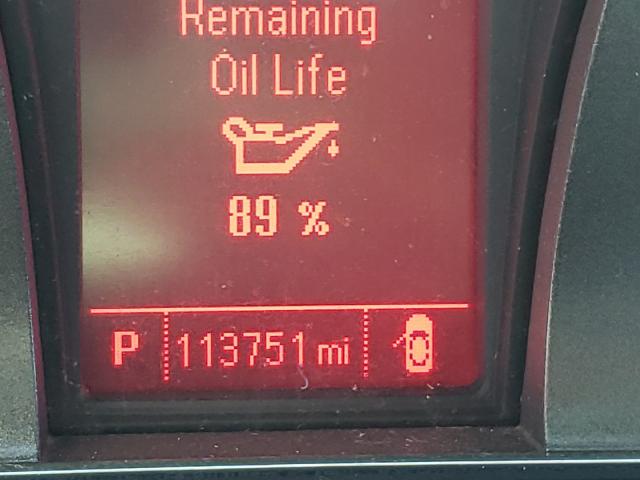 Remaining
Oil Life
89 %
P 113751 mi